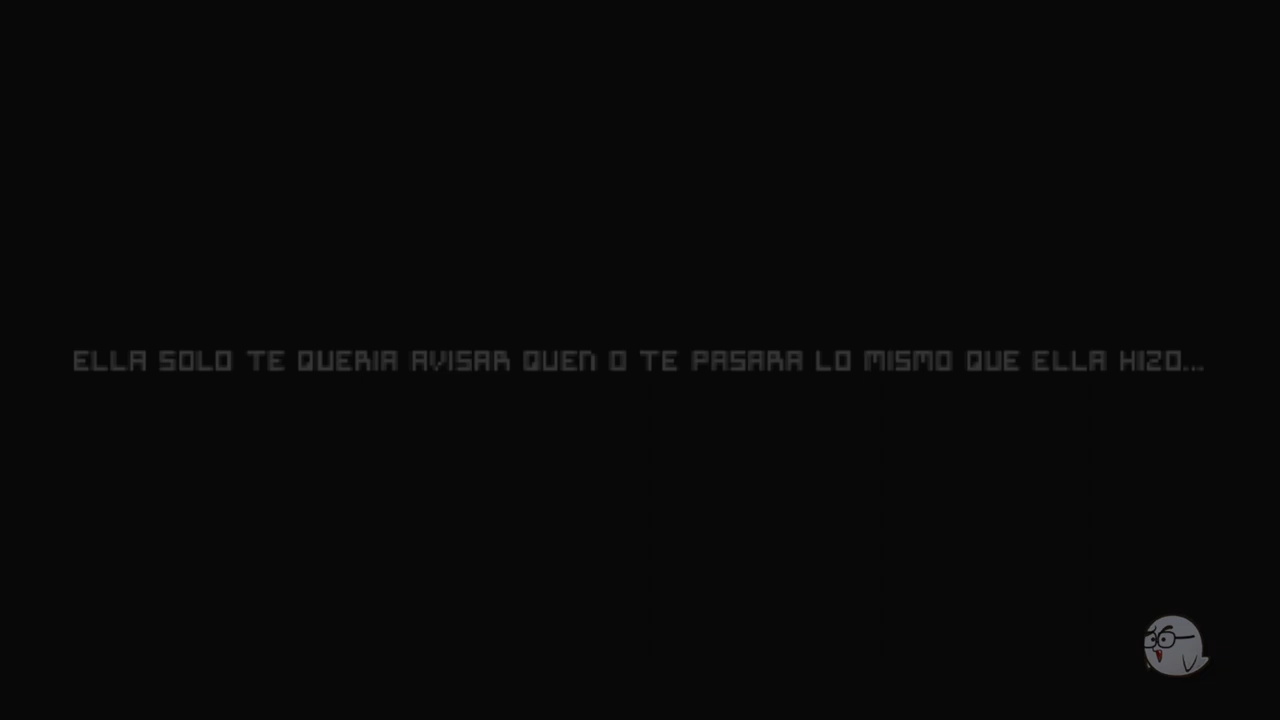 ELLA SOLO TE QUERIA AVISAR QUEN O TE PASARA LO MISMO QUE ELLA HIZO...